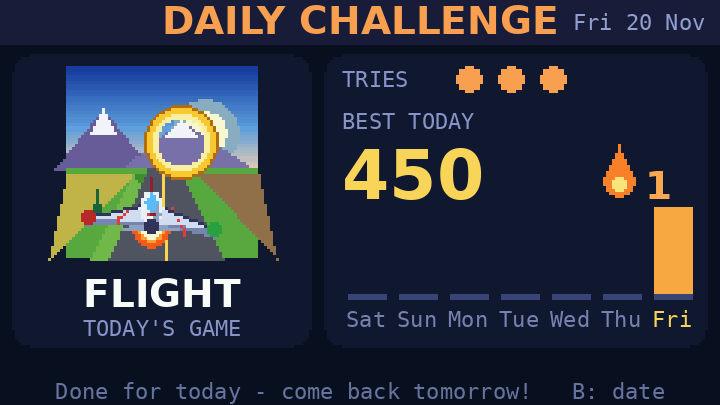 DAILY CHALLENGE Fri 20 Nov
TRIES
BEST TODAY
450
1
FLIGHT
TODAY'S GAME
Sat Sun Mon Tue Wed Thu Fri
Done for today - come back tomorrow! B: date